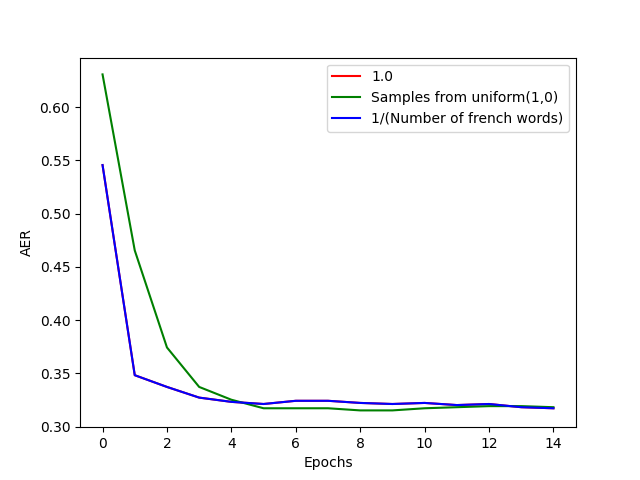 1.0
Samples from uniform(1,0)
1/(Number of french words)
0.60
0.55
0.50
0.45
0.40
0.35
0.30
AER
0 2 4 6 8 10 12 14
Epochs